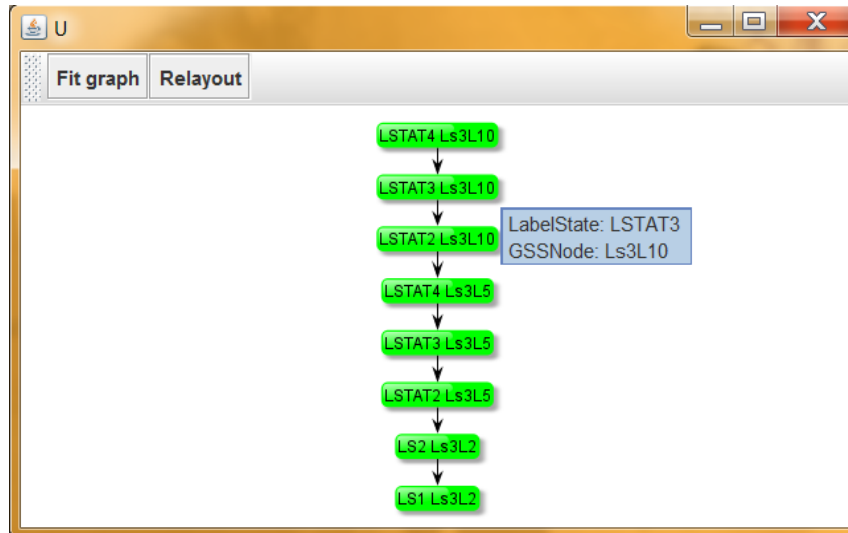 U
Fit graph Relayout
LSTAT4 Ls3L10
LSTAT3 Ls3L10
LSTAT2 Ls3L10
LabelState: LSTAT3
GSSNode: Ls3L10
LSTAT4 Ls3L5
LSTAT3 Ls3L5
LSTAT2 Ls3L5
LS2 Ls3L2
LS1 Ls3L2